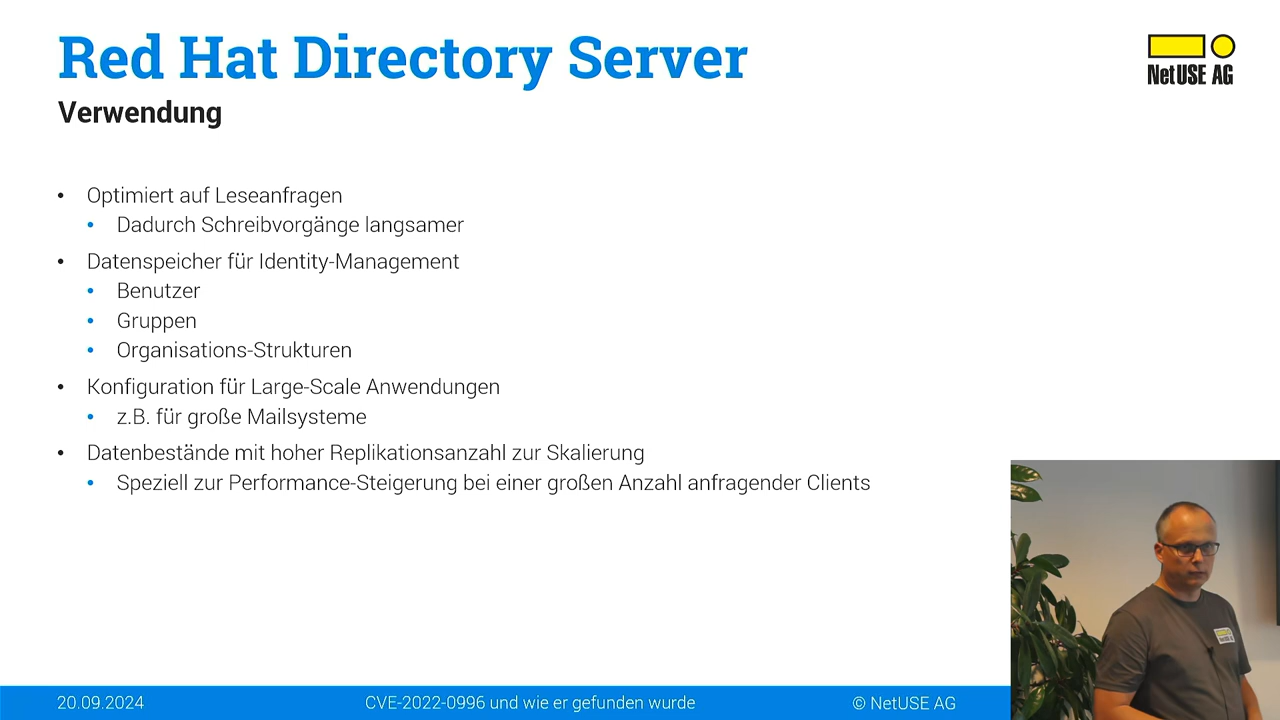 Red Hat Directory Server
NetUSE AG
Verwendung
• Optimiert auf Leseanfragen
• Dadurch Schreibvorgänge langsamer
• Datenspeicher für Identity-Management
• Benutzer
• Gruppen
• Organisations-Strukturen
• Konfiguration für Large-Scale Anwendungen
• z.B. für große Mailsysteme
• Datenbestände mit hoher Replikationsanzahl zur Skalierung
• Speziell zur Performance-Steigerung bei einer großen Anzahl anfragender Clients
20.09.2024
CVE-2022-0996 und wie er gefunden wurde
© NetUSE AG